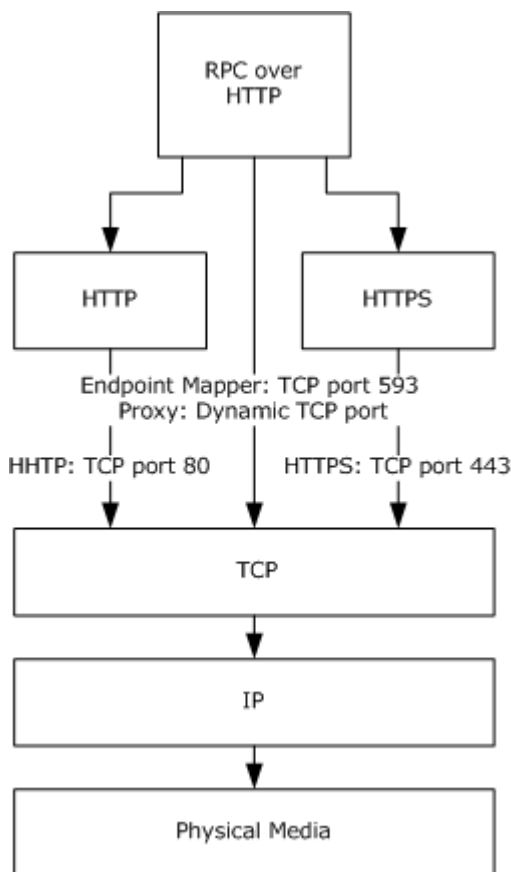 RPC over
HTTP
HTTP
HTTPS
Endpoint Mapper: TCP port 593
Proxy: Dynamic TCP port
HHTP: TCP port 80
HTTPS: TCP port 443
TCP
IP
Physical Media